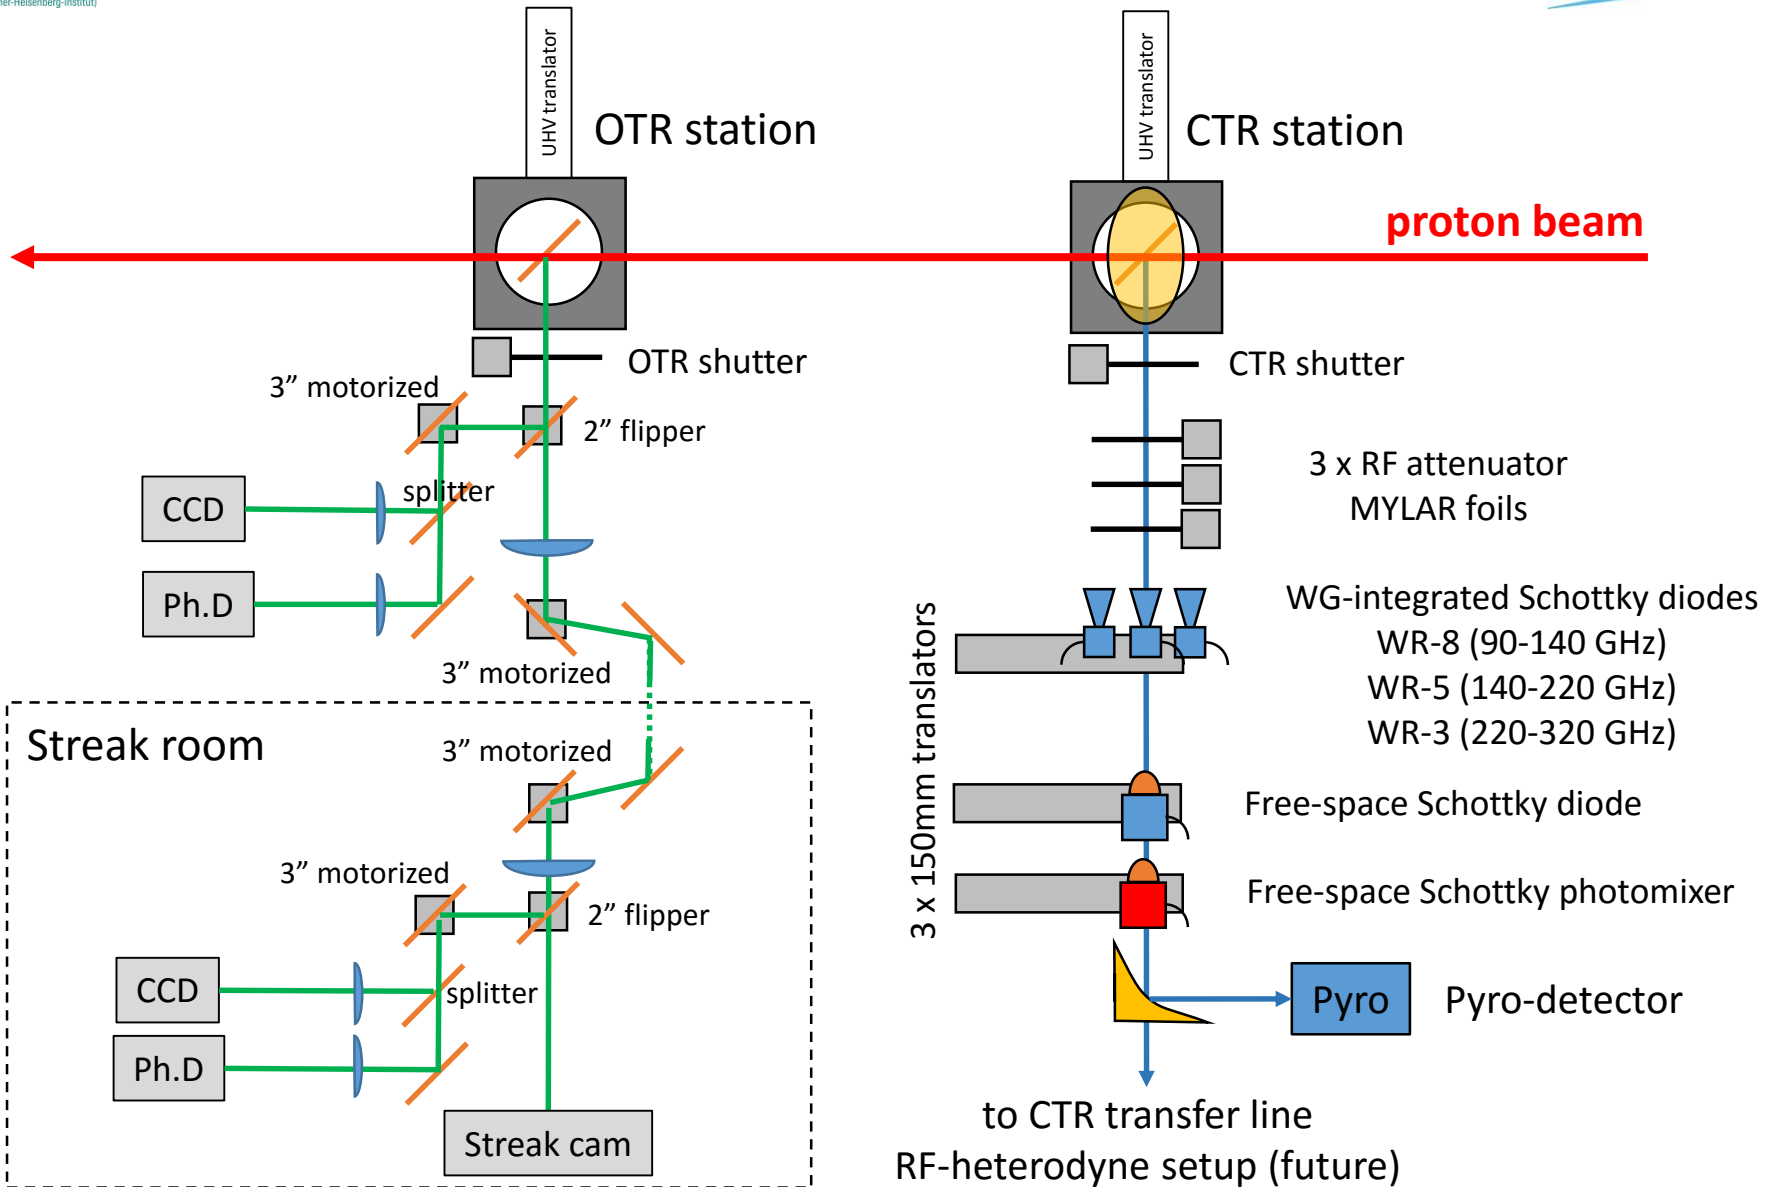 ner-Heisenberg-Institut)
UHV translator
OTR station
UHV translator
CTR station
proton beam
OTR shutter
CTR shutter
3” motorized
2” flipper
3 x RF attenuator
MYLAR foils
CCD
splitter
Ph.D
WG-integrated Schottky diodes
WR-8 (90-140 GHz)
WR-5 (140-220 GHz)
WR-3 (220-320 GHz)
3” motorized
3 x 150mm translators
Streak room
3” motorized
Free-space Schottky diode
3” motorized
2” flipper
Free-space Schottky photomixer
CCD
splitter
Pyro
Pyro-detector
Ph.D
Streak cam
to CTR transfer line
RF-heterodyne setup (future)